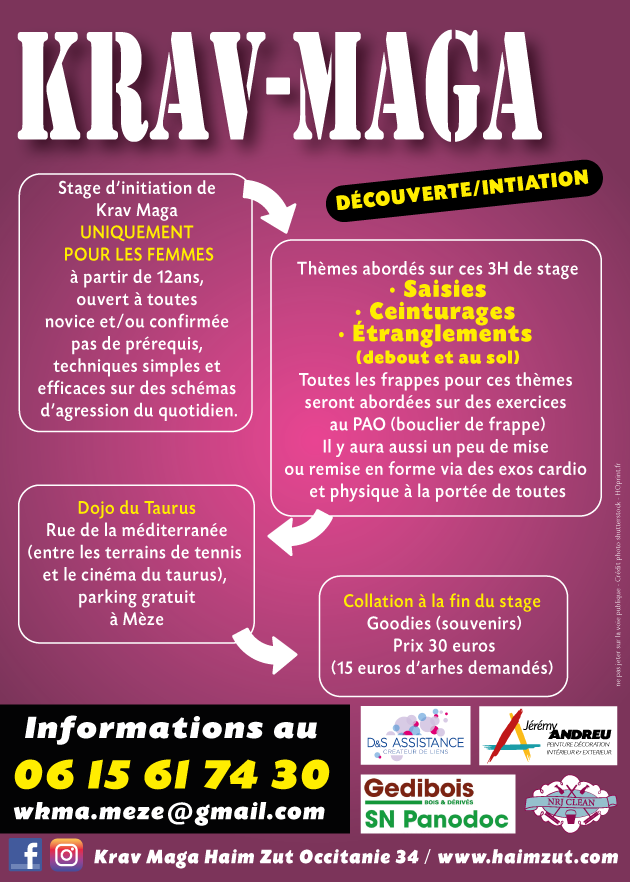 KRAV-MAGA
DÉCOUVERTE/INTIATION
Stage d'initiation de
Krav Maga
UNIQUEMENT
POUR LES FEMMES
à partir de 12ans,
ouvert à toutes
novice et/ou confirmée
pas de prérequis,
techniques simples et
efficaces sur des schémas
d'agression du quotidien.
Thèmes abordés sur ces 3H de stage
• Saisies
• Ceinturages
• Étranglements
(debout et au sol)
Toutes les frappes pour ces thèmes
seront abordées sur des exercices
au PAO (bouclier de frappe)
Il y aura aussi un peu de mise
ou remise en forme via des exos cardio
et physique à la portée de toutes
Dojo du Taurus
Rue de la méditerranée
(entre les terrains de tennis
et le cinéma du taurus),
parking gratuit
à Mèze
Collation à la fin du stage
Goodies (souvenirs)
Prix 30 euros
(15 euros d'arhes demandés)
ne pas jeter sur la voie publique - Crédit photo shutterstock - HOprint.fr
Informations au
06 15 61 74 30
wkma.meze@gmail.com
D&S ASSISTANCE
CREATEUR DE LIENS
Jérémy
ANDREU
PEINTURE DÉCORATION
INTÉRIEUR & EXTERIEUR
Gedibois
BOIS & DÉRIVÉS
SN Panodoc
NRJ CLEAN
Krav Maga Haim Zut Occitanie 34 / www.haimzut.com